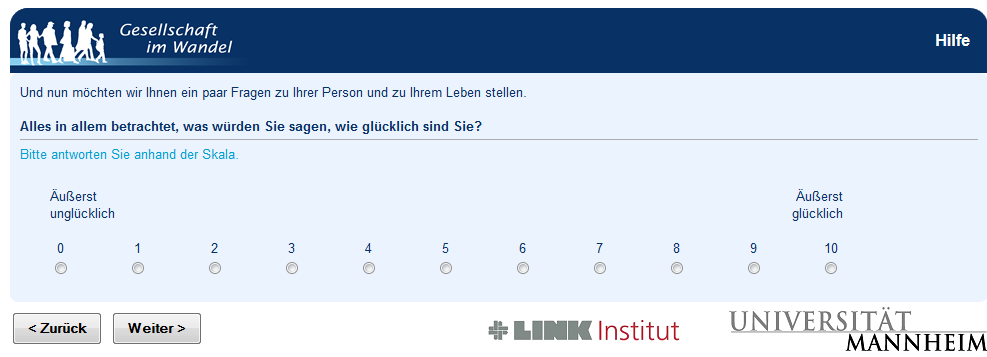 Gesellschaft
im Wandel
Hilfe
Und nun möchten wir Ihnen ein paar Fragen zu Ihrer Person und zu Ihrem Leben stellen.
Alles in allem betrachtet, was würden Sie sagen, wie glücklich sind Sie?
Bitte antworten Sie anhand der Skala.
Äußerst unglücklich
Äußerst glücklich
0 1 2 3 4 5 6 7 8 9 10
< Zurück
Weiter >
LINK Institut
UNIVERSITÄT
MANNHEIM